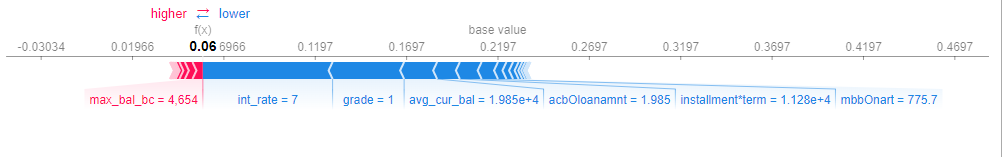 higher ⇄ lower
f(x) base value
-0.03034 0.01966 0.06 6966 0.1197 0.1697 0.2197 0.2697 0.3197 0.3697 0.4197 0.4697
max_bal_bc = 4,654 int_rate = 7 grade = 1 avg_cur_bal = 1.985e+4 acbOloanamnt = 1.985 installment*term = 1.128e+4 mbbOnart = 775.7